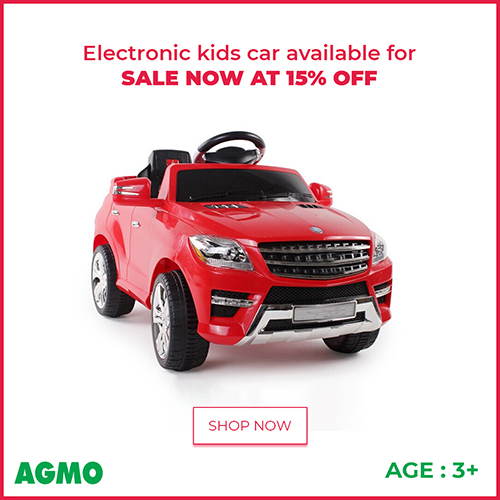 Electronic kids car available for
SALE NOW AT 15% OFF
SHOP NOW
AGMO
AGE : 3+